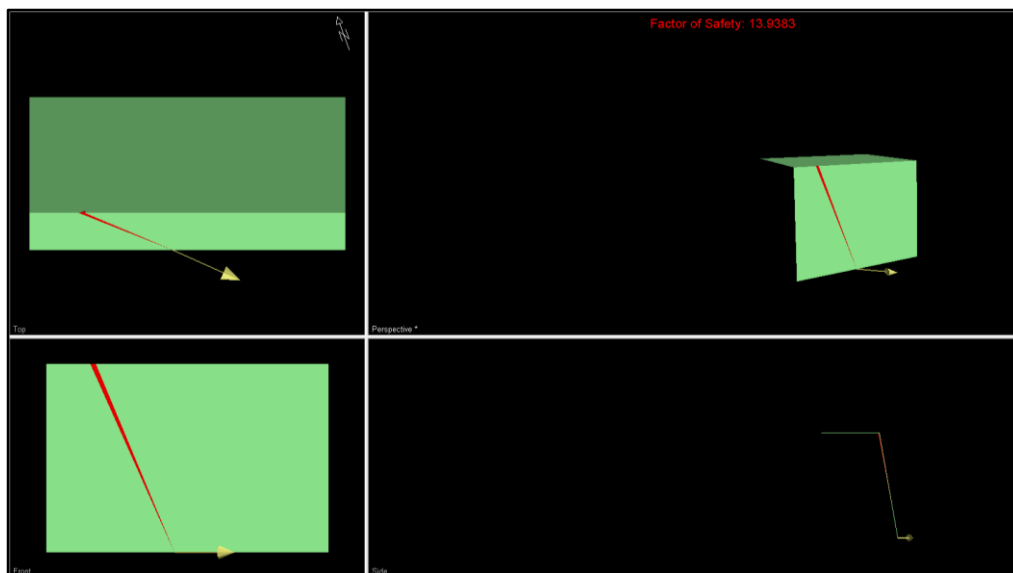 N
Factor of Safety: 13.9383
Top
Perspective *
Front
Side